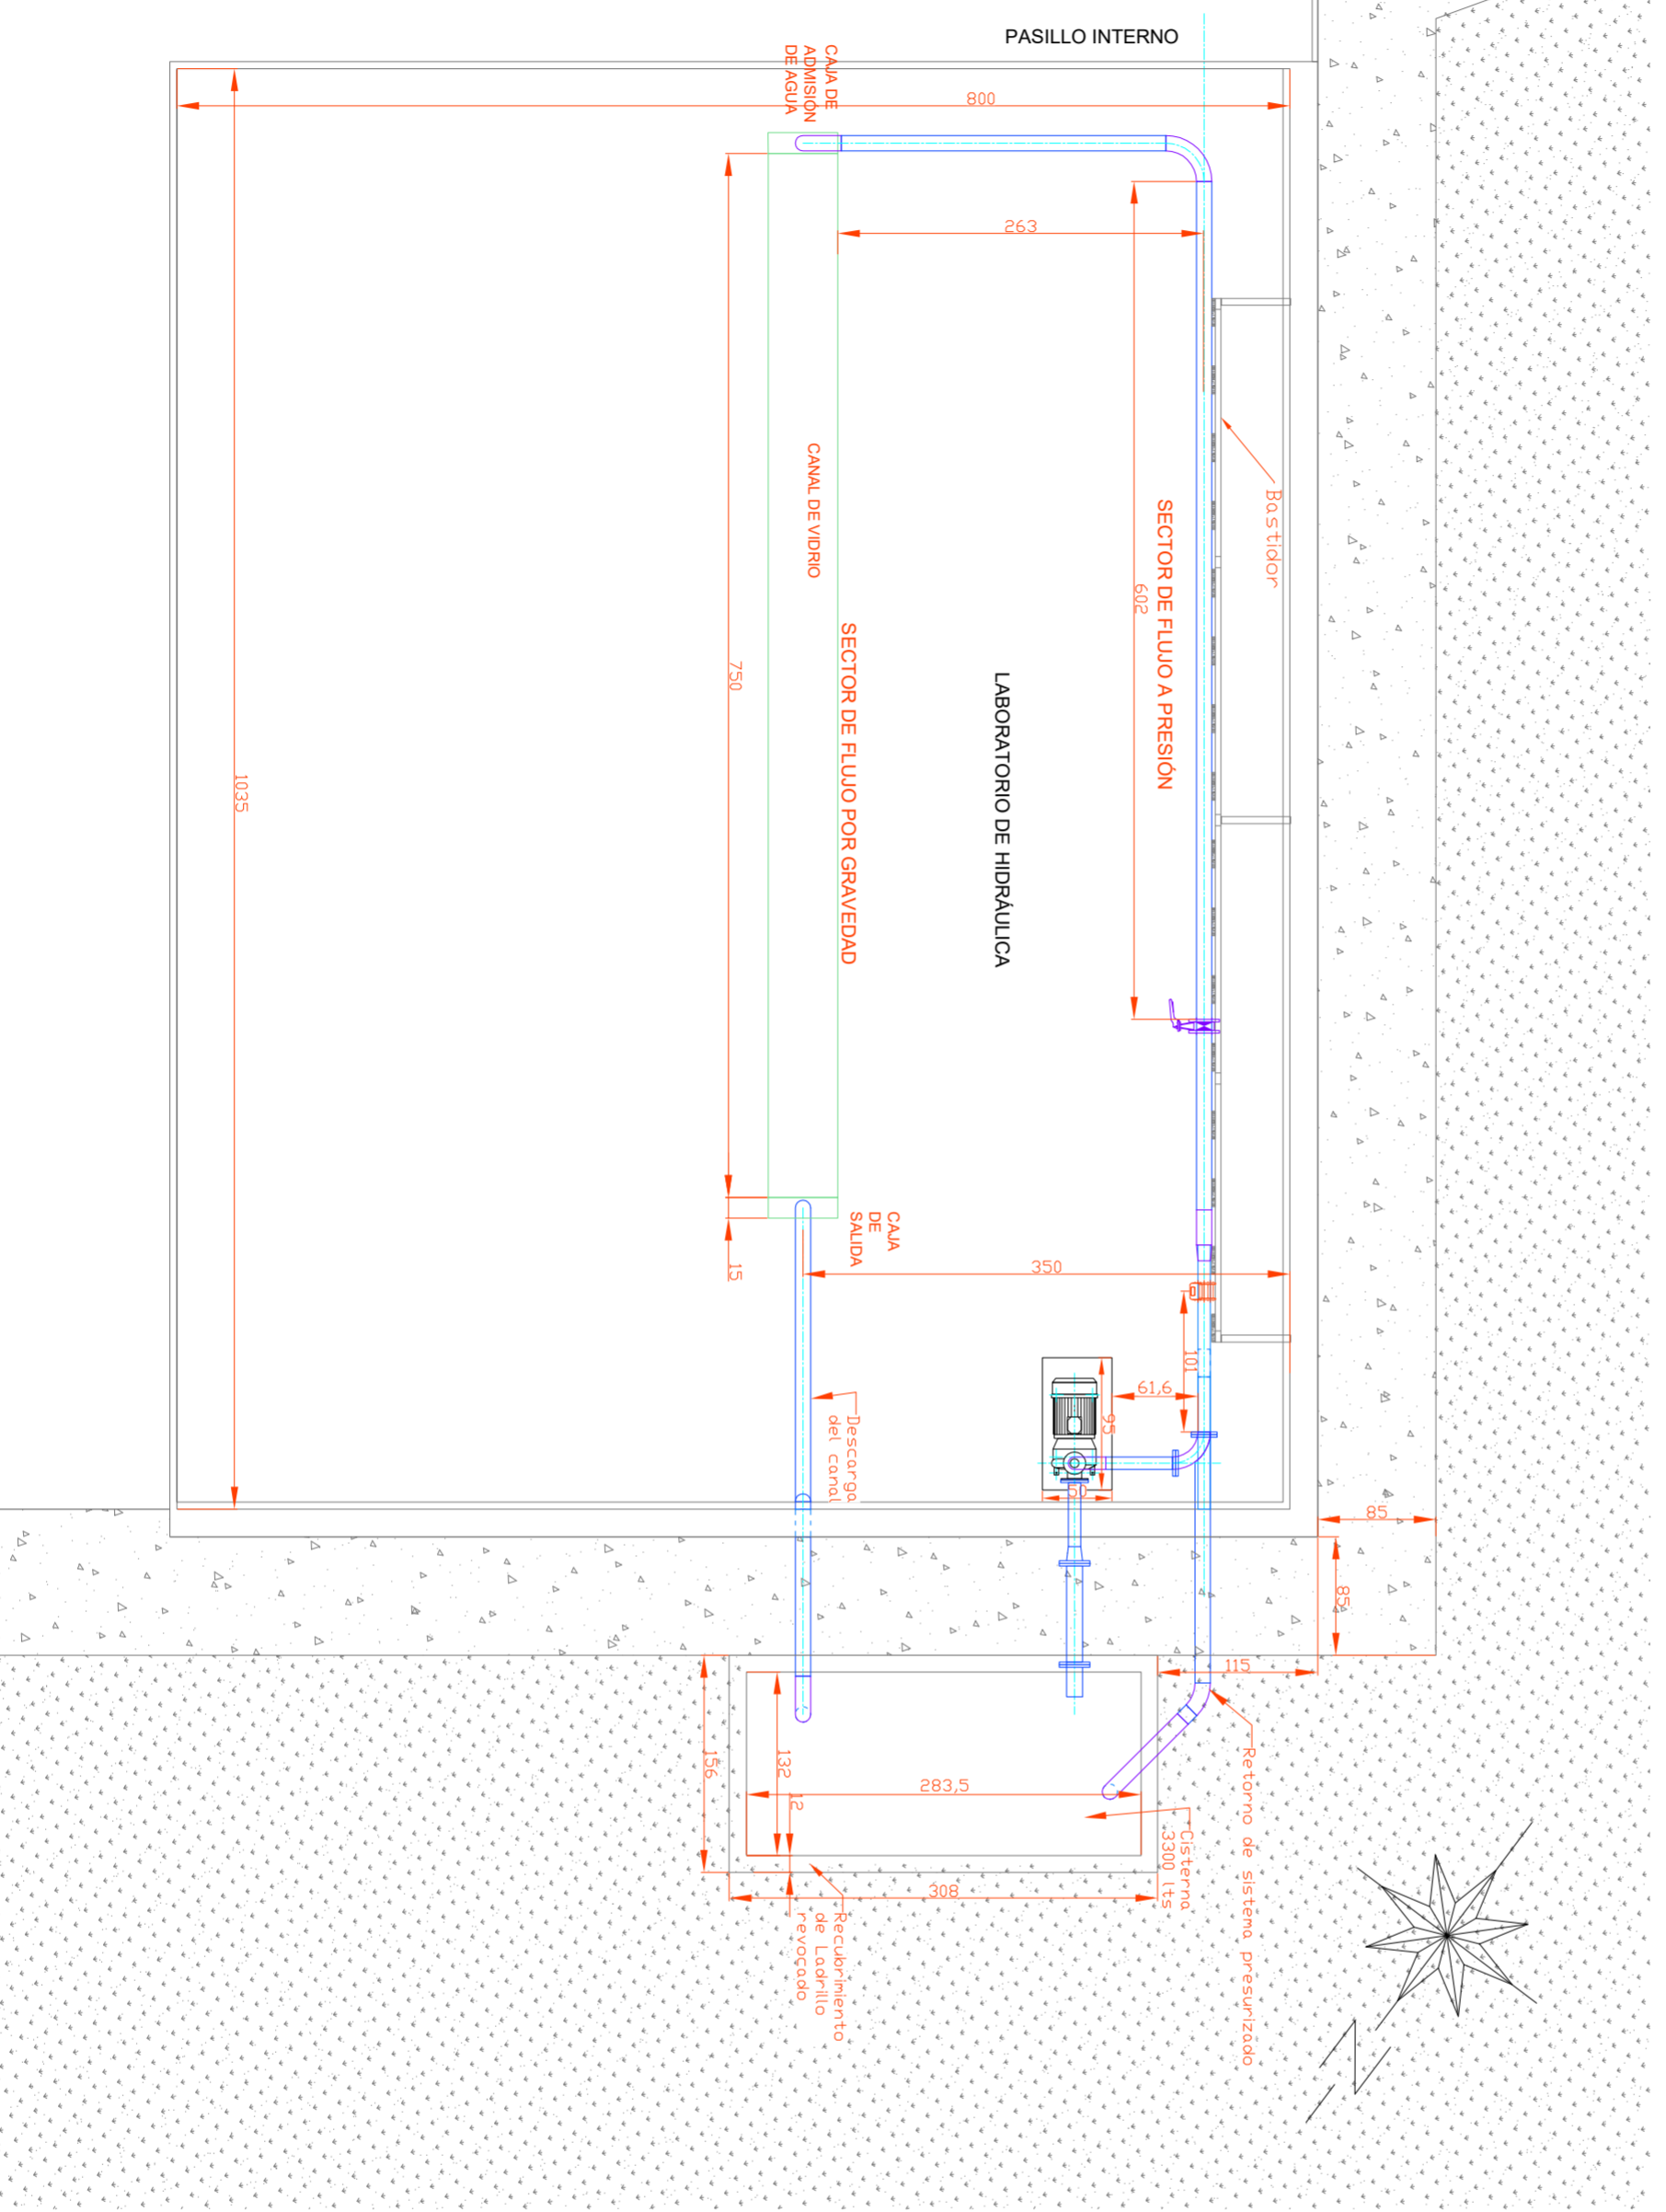 PASILLO INTERNO
CAJA DE
ADMISIÓN
DE AGUA
800
263
Bastidor
SECTOR DE FLUJO A PRESIÓN
602
CANAL DE VIDRIO
SECTOR DE FLUJO POR GRAVEDAD
750
LABORATORIO DE HIDRÁULICA
1035
CAJA
DE
SALIDA
15
350
101
61,6
95
50
Descarga
del canal
85
85
115
156
132
12
283,5
308
Cisterna
3300 lts
Retorno de sistema presurizado
Recubrimiento
de Ladrillo
revocado
N